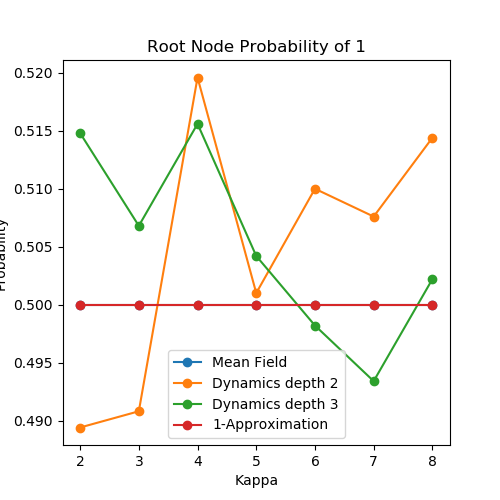 Root Node Probability of 1
0.520
0.515
0.510
0.505
0.500
0.495
0.490
Probability
2 3 4 5 6 7 8
Kappa
Mean Field
Dynamics depth 2
Dynamics depth 3
1-Approximation